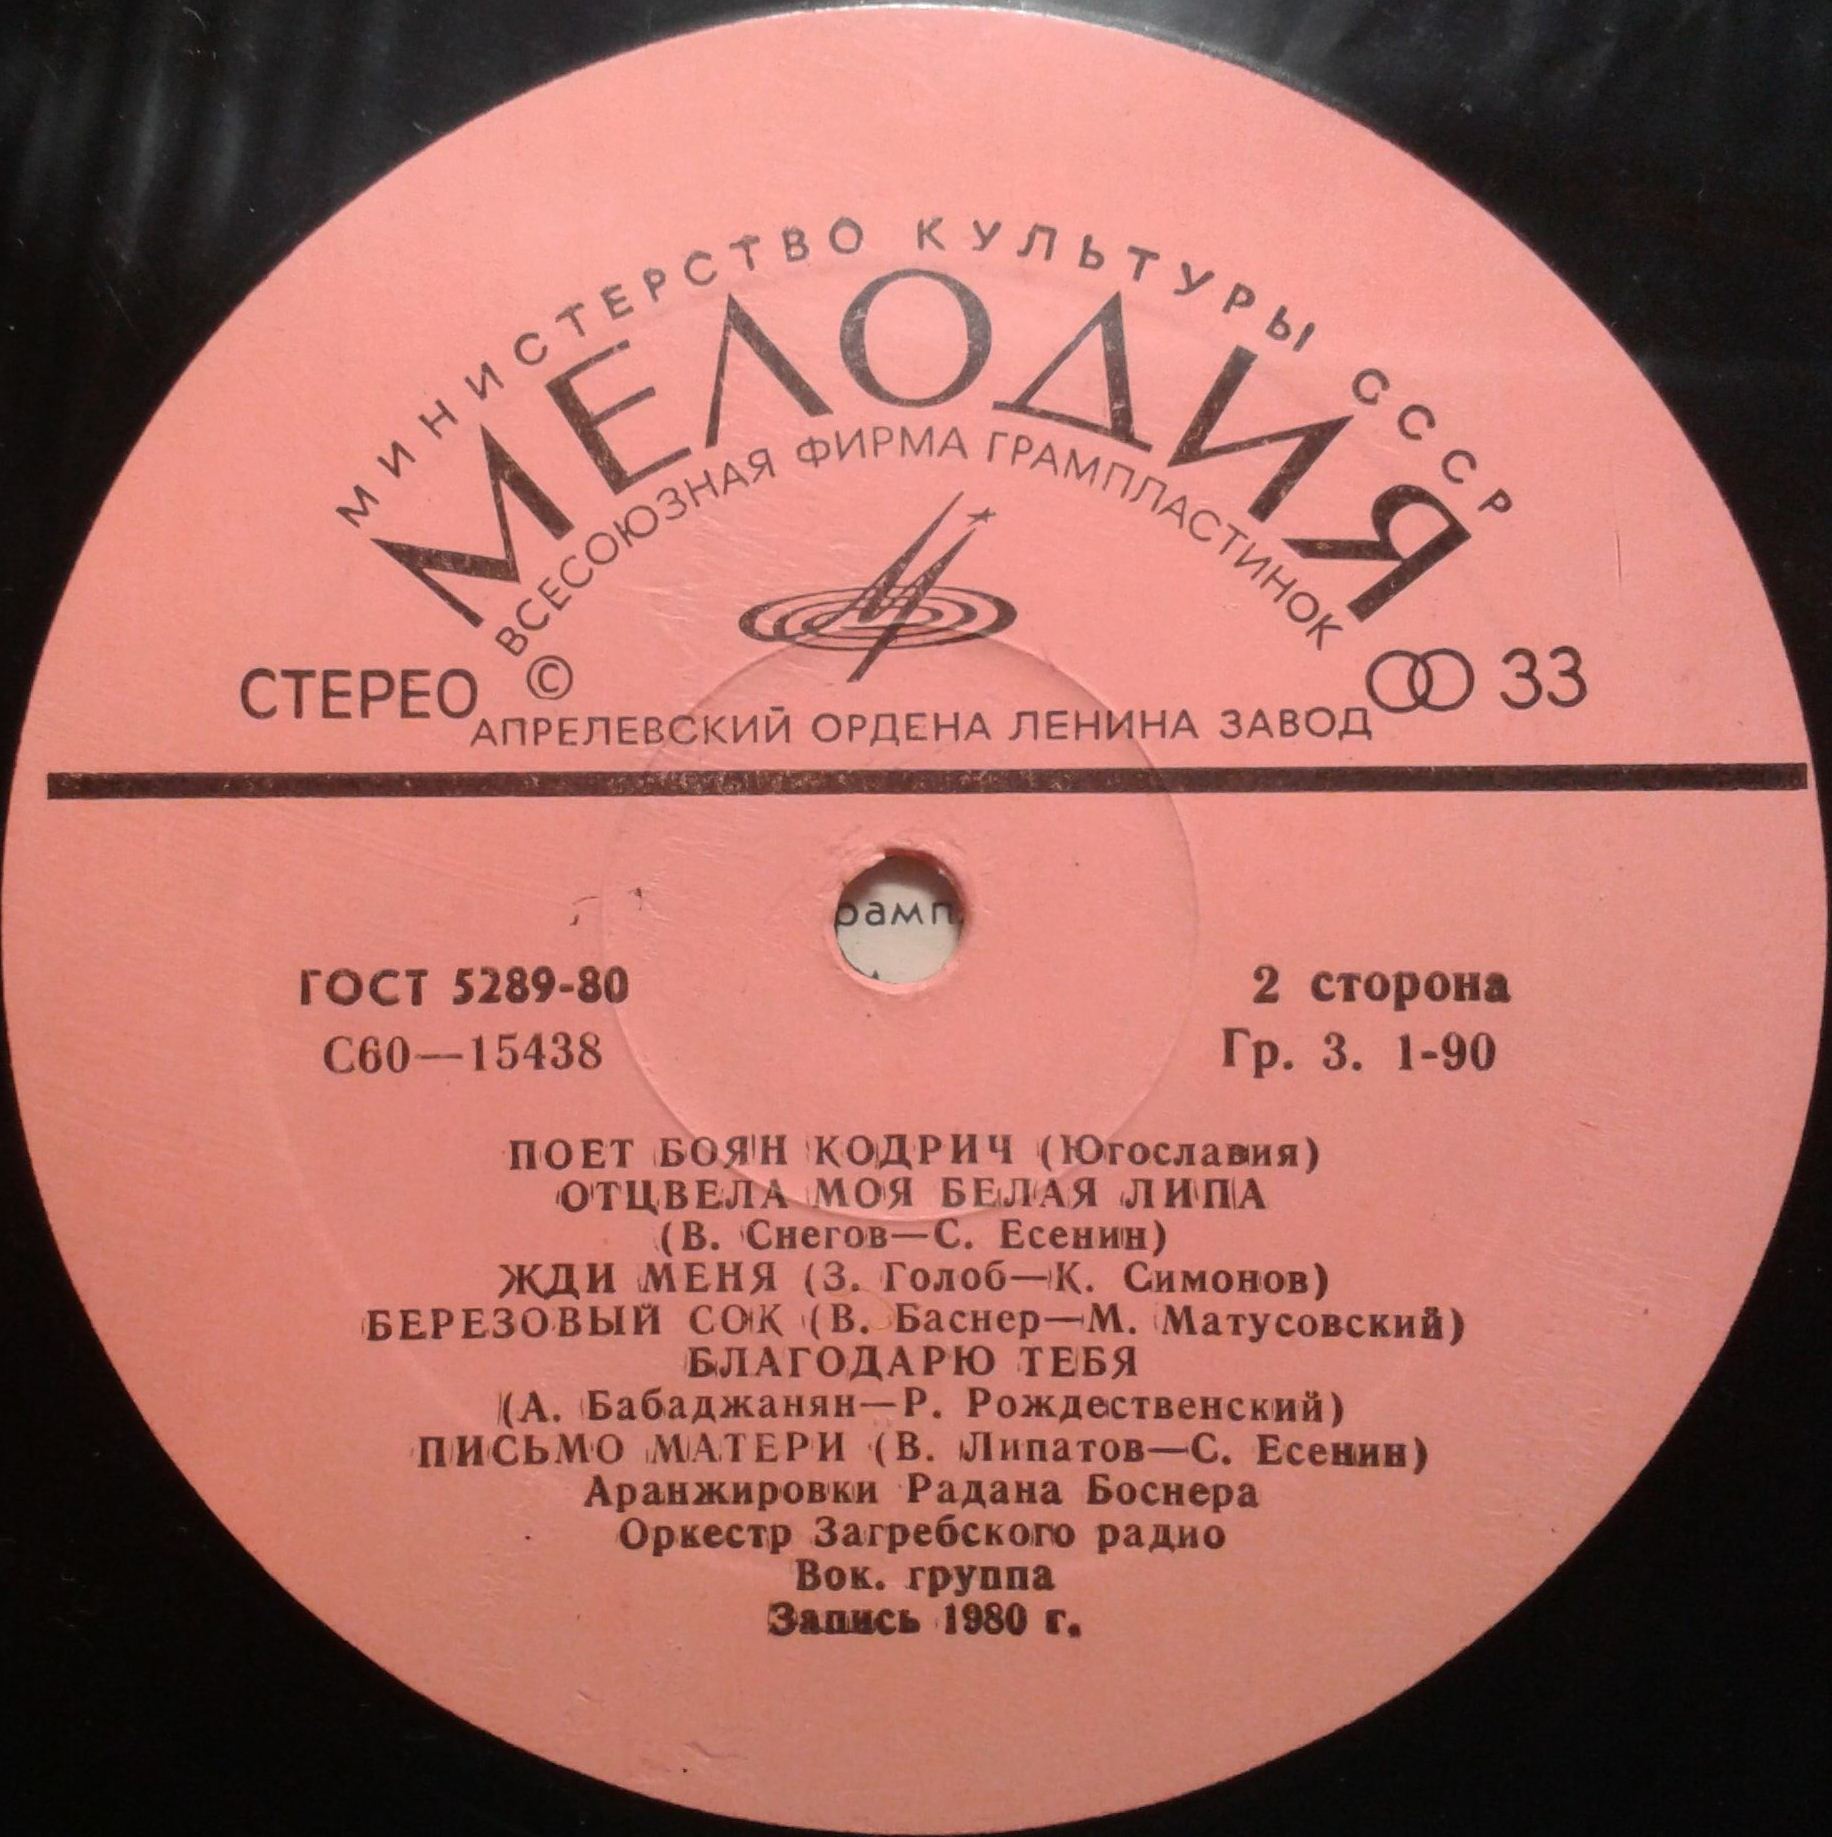 МИНИСТЕРСТВО КУЛЬТУРЫ СССР
МЕЛОДИЯ
ВСЕСОЮЗНАЯ ФИРМА ГРАМПЛАСТИНОК
СТЕРЕО © 33
АПРЕЛЕВСКИЙ ОРДЕНА ЛЕНИНА ЗАВОД
рамп
ГОСТ 5289-80 2 сторона
С60—15438 Гр. 3. 1-90
ПОЕТ БОЯН КОДРИЧ (Югославия)
ОТЦВЕЛА МОЯ БЕЛАЯ ЛИПА
(В. Снегов—С. Есенин)
ЖДИ МЕНЯ (З. Голоб—К. Симонов)
БЕРЕЗОВЫЙ СОК (В. Баснер—М. Матусовский)
БЛАГОДАРЮ ТЕБЯ
(А. Бабаджанян—Р. Рождественский)
ПИСЬМО МАТЕРИ (В. Липатов—С. Есенин)
Аранжировки Радана Боснера
Оркестр Загребского радио
Вок. группа
Запись 1980 г.